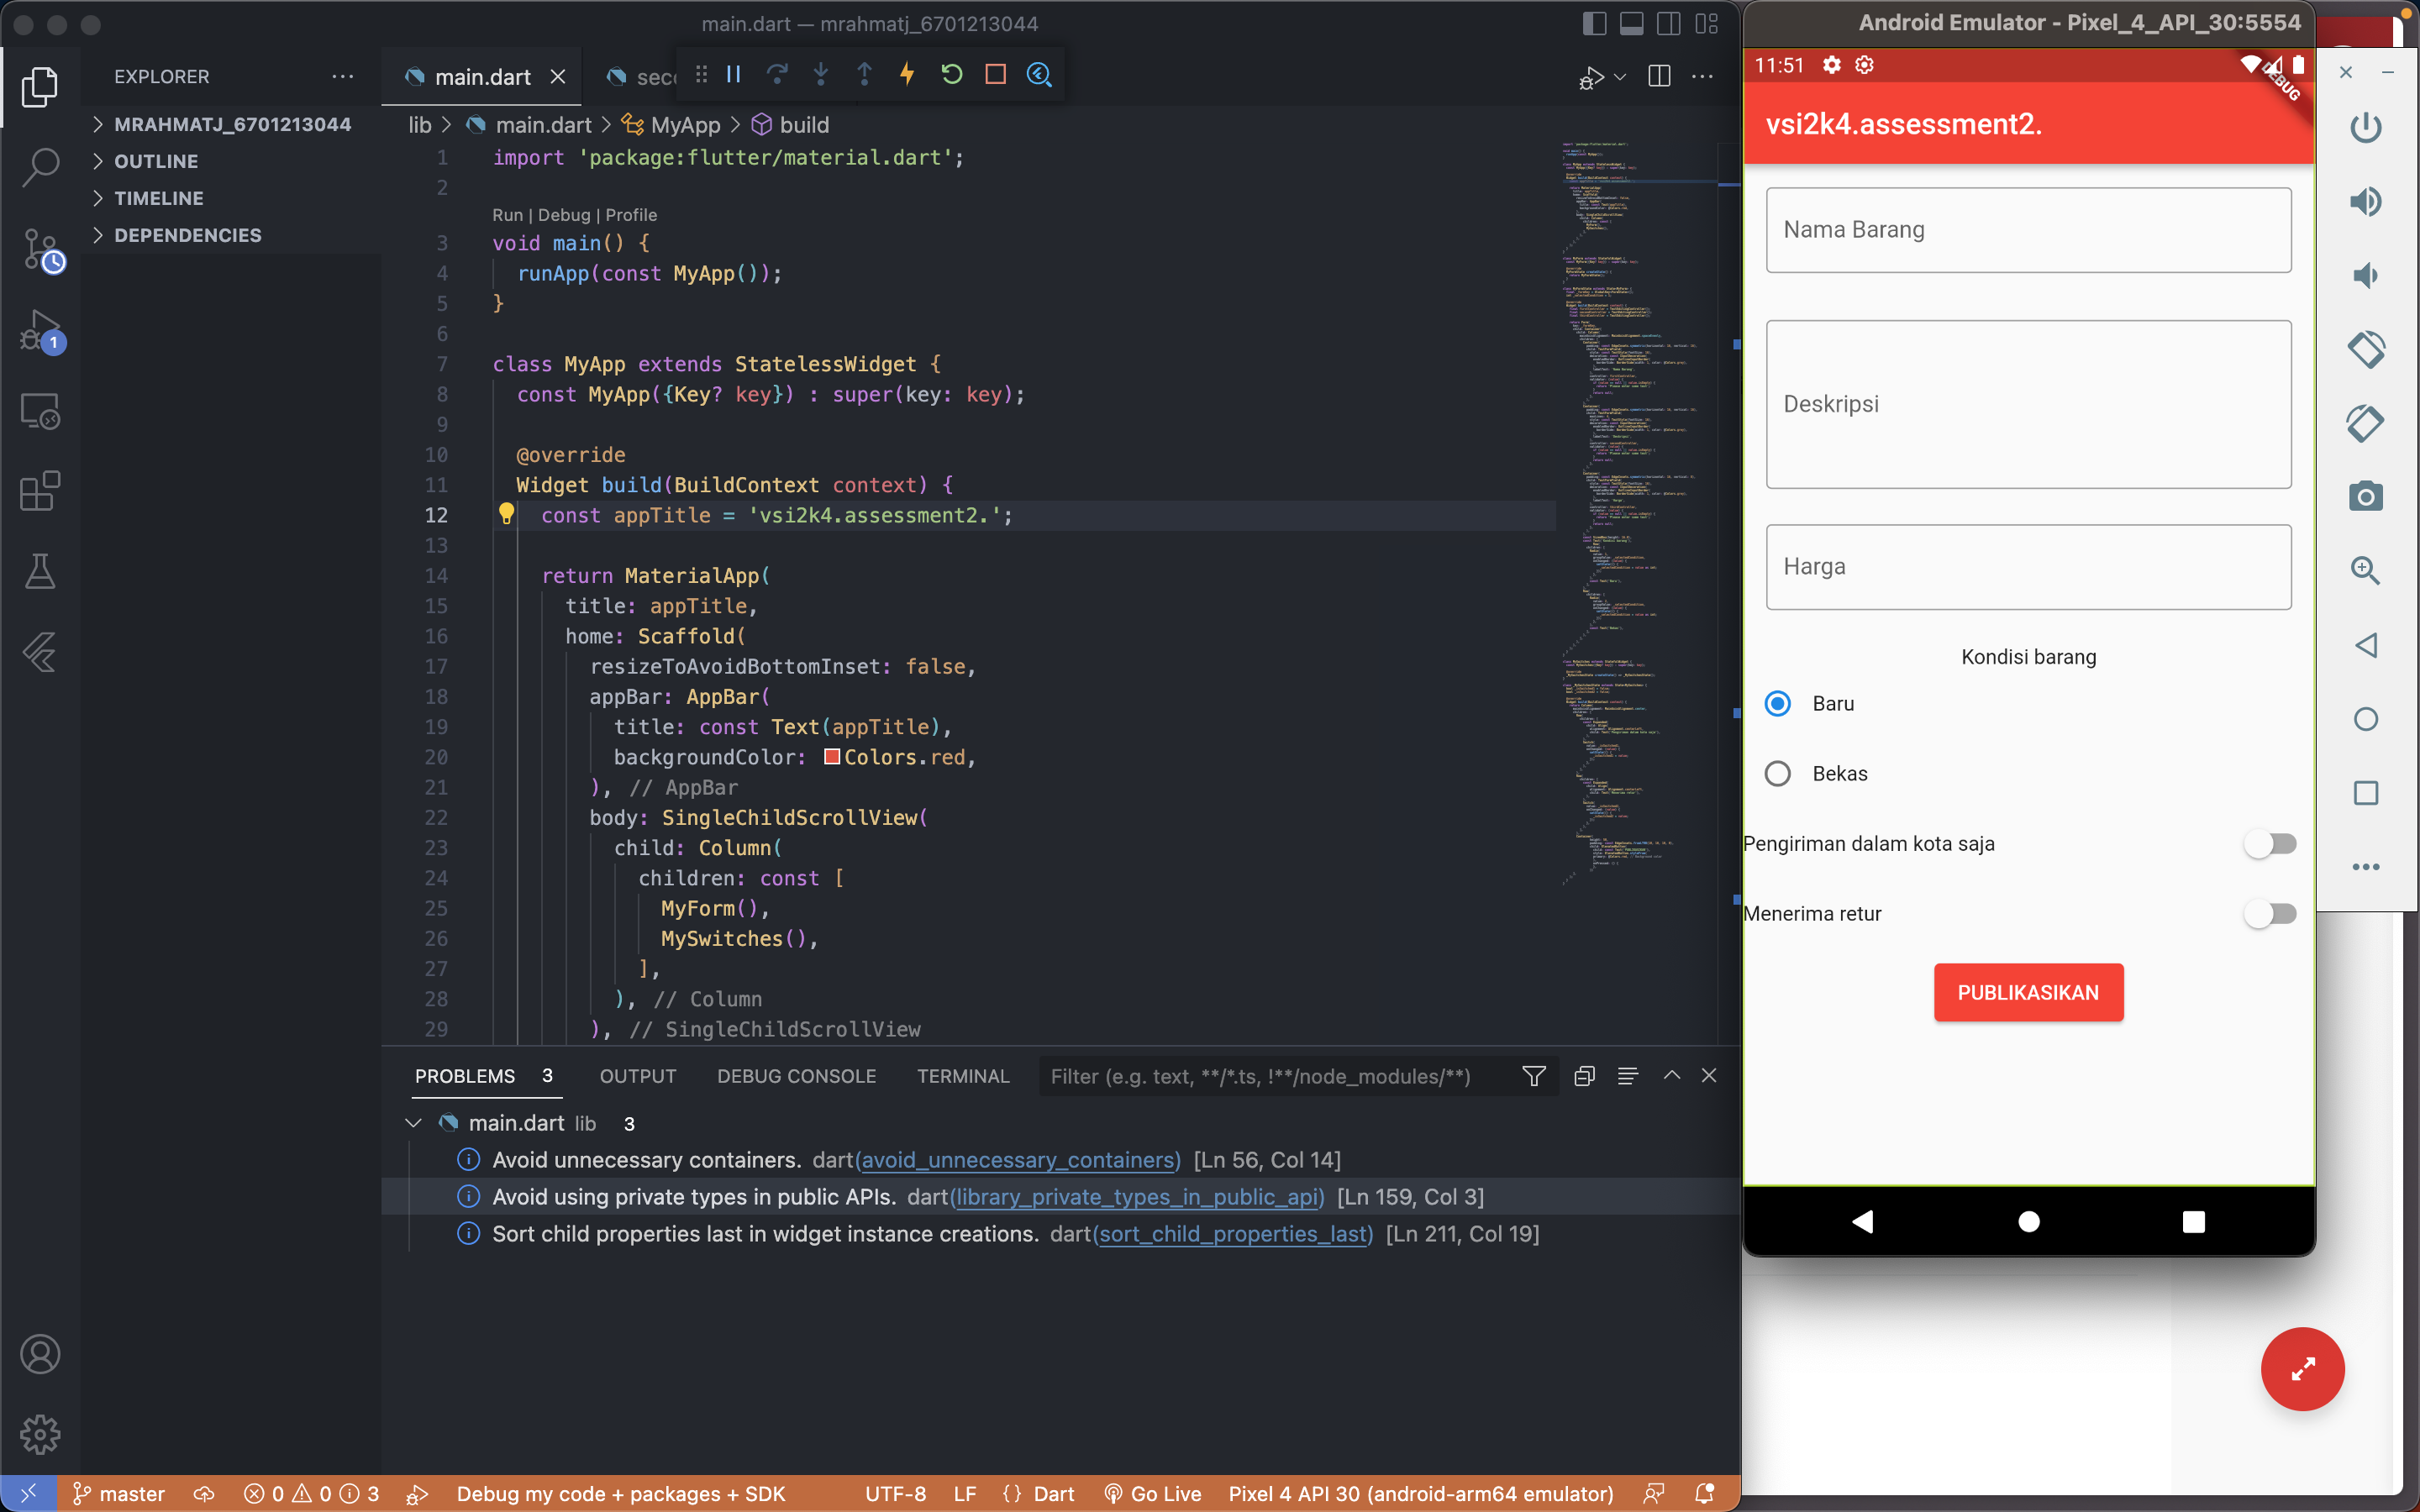 main.dart — mrahmatj_6701213044
EXPLORER
MRAHMATJ_6701213044
OUTLINE
TIMELINE
DEPENDENCIES
1
main.dart
lib > main.dart > MyApp > build
1 import 'package:flutter/material.dart';
2
Run | Debug | Profile
3 void main() {
4 runApp(const MyApp());
5 }
6
7 class MyApp extends StatelessWidget {
8 const MyApp({Key? key}) : super(key: key);
9
10 @override
11 Widget build(BuildContext context) {
12 const appTitle = 'vsi2k4.assessment2.';
13
14 return MaterialApp(
15 title: appTitle,
16 home: Scaffold(
17 resizeToAvoidBottomInset: false,
18 appBar: AppBar(
19 title: const Text(appTitle),
20 backgroundColor: Colors.red,
21 ), // AppBar
22 body: SingleChildScrollView(
23 child: Column(
24 children: const [
25 MyForm(),
26 MySwitches(),
27 ],
28 ), // Column
29 ), // SingleChildScrollView
PROBLEMS 3 OUTPUT DEBUG CONSOLE TERMINAL Filter (e.g. text, **/*.ts, !**/node_modules/**)
main.dart lib 3
Avoid unnecessary containers. dart(avoid_unnecessary_containers) [Ln 56, Col 14]
Avoid using private types in public APIs. dart(library_private_types_in_public_api) [Ln 159, Col 3]
Sort child properties last in widget instance creations. dart(sort_child_properties_last) [Ln 211, Col 19]
master 0 0 3 Debug my code + packages + SDK UTF-8 LF {} Dart Go Live Pixel 4 API 30 (android-arm64 emulator)
Android Emulator - Pixel_4_API_30:5554
11:51
DEBUG
vsi2k4.assessment2.
Nama Barang
Deskripsi
Harga
Kondisi barang
Baru
Bekas
Pengiriman dalam kota saja
Menerima retur
PUBLIKASIKAN